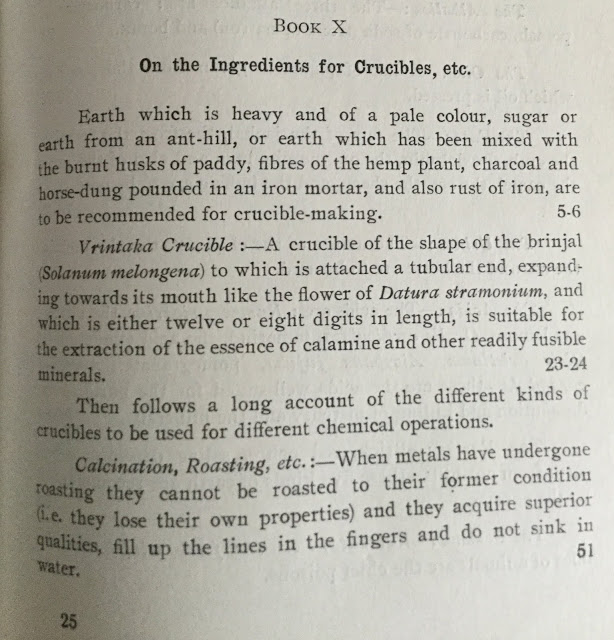 BOOK X
On the Ingredients for Crucibles, etc.
Earth which is heavy and of a pale colour, sugar or
earth from an ant-hill, or earth which has been mixed with
the burnt husks of paddy, fibres of the hemp plant, charcoal and
horse-dung pounded in an iron mortar, and also rust of iron, are
to be recommended for crucible-making. 5-6
Vrintaka Crucible :—A crucible of the shape of the brinjal
(Solanum melongena) to which is attached a tubular end, expand-
ing towards its mouth like the flower of Datura stramonium, and
which is either twelve or eight digits in length, is suitable for
the extraction of the essence of calamine and other readily fusible
minerals. 23-24
Then follows a long account of the different kinds of
crucibles to be used for different chemical operations.
Calcination, Roasting, etc. :—When metals have undergone
roasting they cannot be roasted to their former condition
(i.e. they lose their own properties) and they acquire superior
qualities, fill up the lines in the fingers and do not sink in
water. 51
25